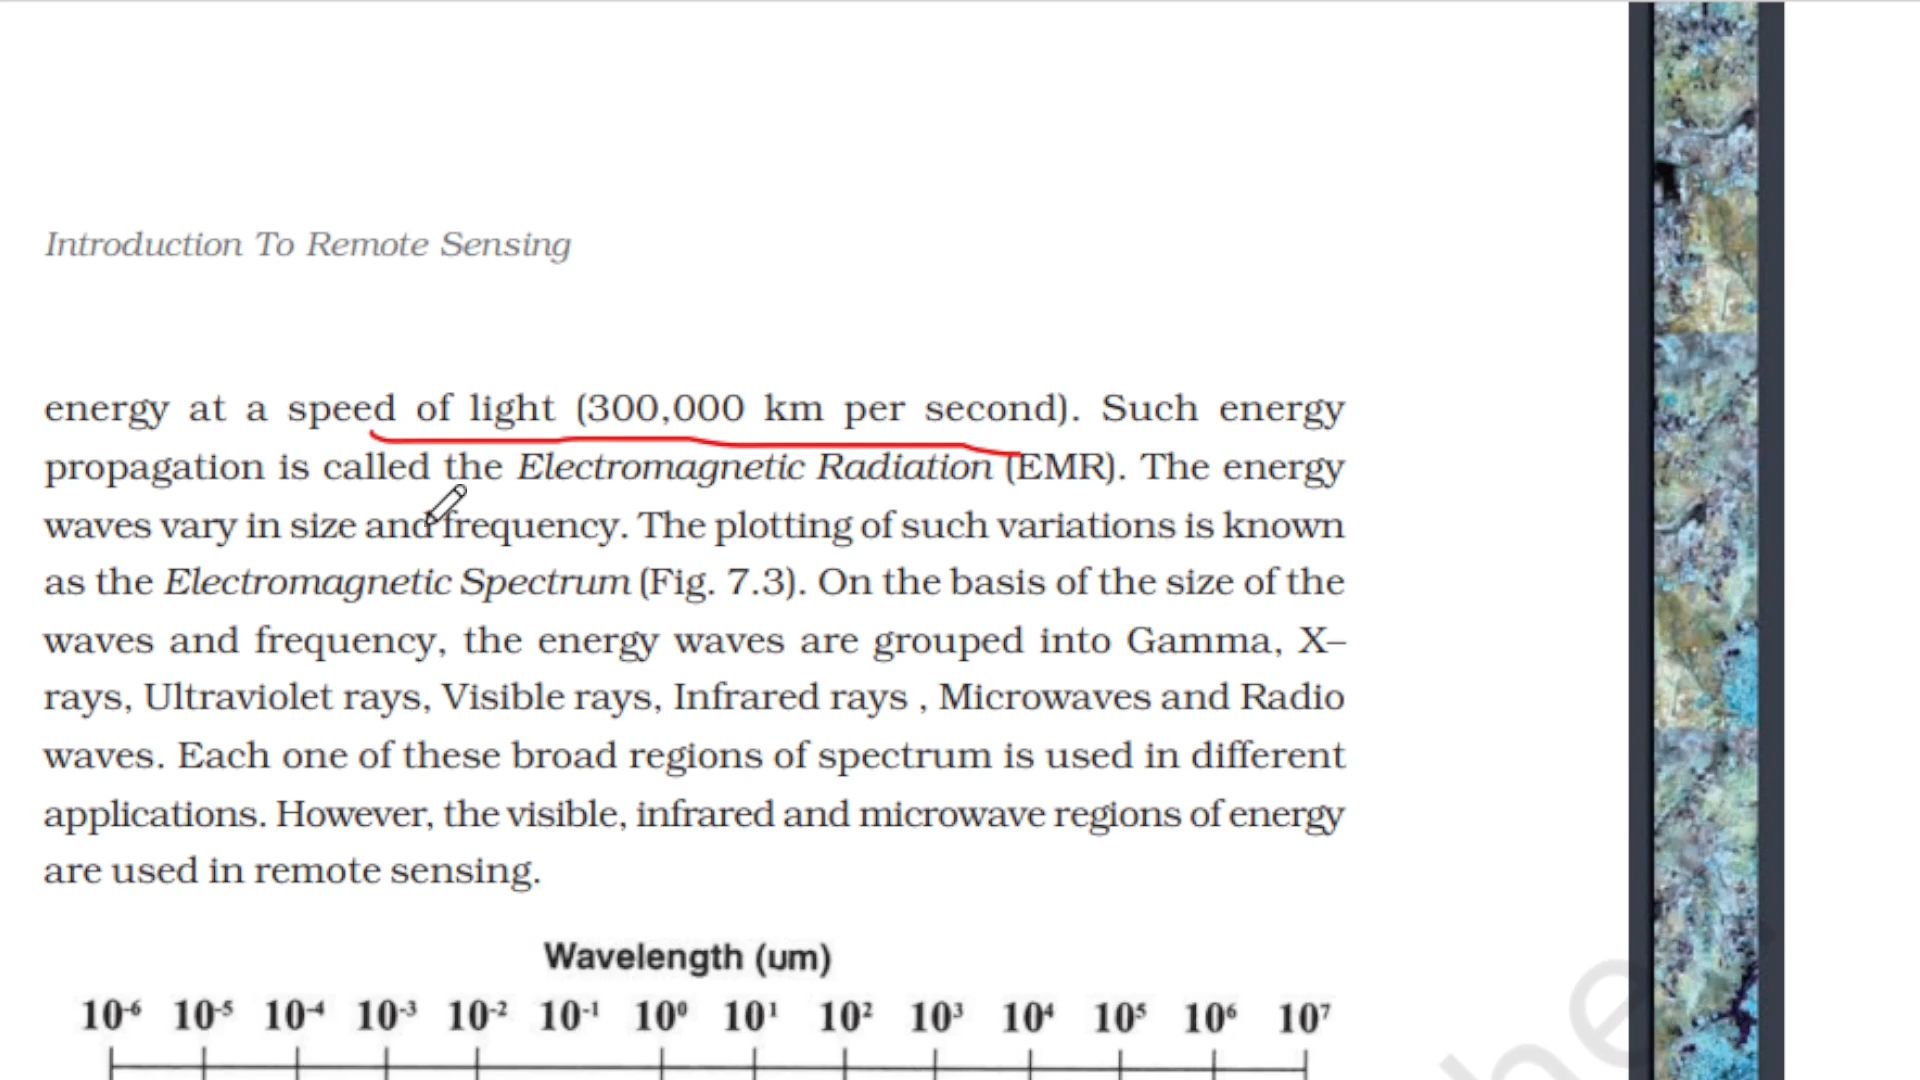 Introduction To Remote Sensing
energy at a speed of light (300,000 km per second). Such energy
propagation is called the Electromagnetic Radiation (EMR). The energy
waves vary in size and frequency. The plotting of such variations is known
as the Electromagnetic Spectrum (Fig. 7.3). On the basis of the size of the
waves and frequency, the energy waves are grouped into Gamma, X–
rays, Ultraviolet rays, Visible rays, Infrared rays , Microwaves and Radio
waves. Each one of these broad regions of spectrum is used in different
applications. However, the visible, infrared and microwave regions of energy
are used in remote sensing.
Wavelength (um)
10⁻⁶ 10⁻⁵ 10⁻⁴ 10⁻³ 10⁻² 10⁻¹ 10⁰ 10¹ 10² 10³ 10⁴ 10⁵ 10⁶ 10⁷
he